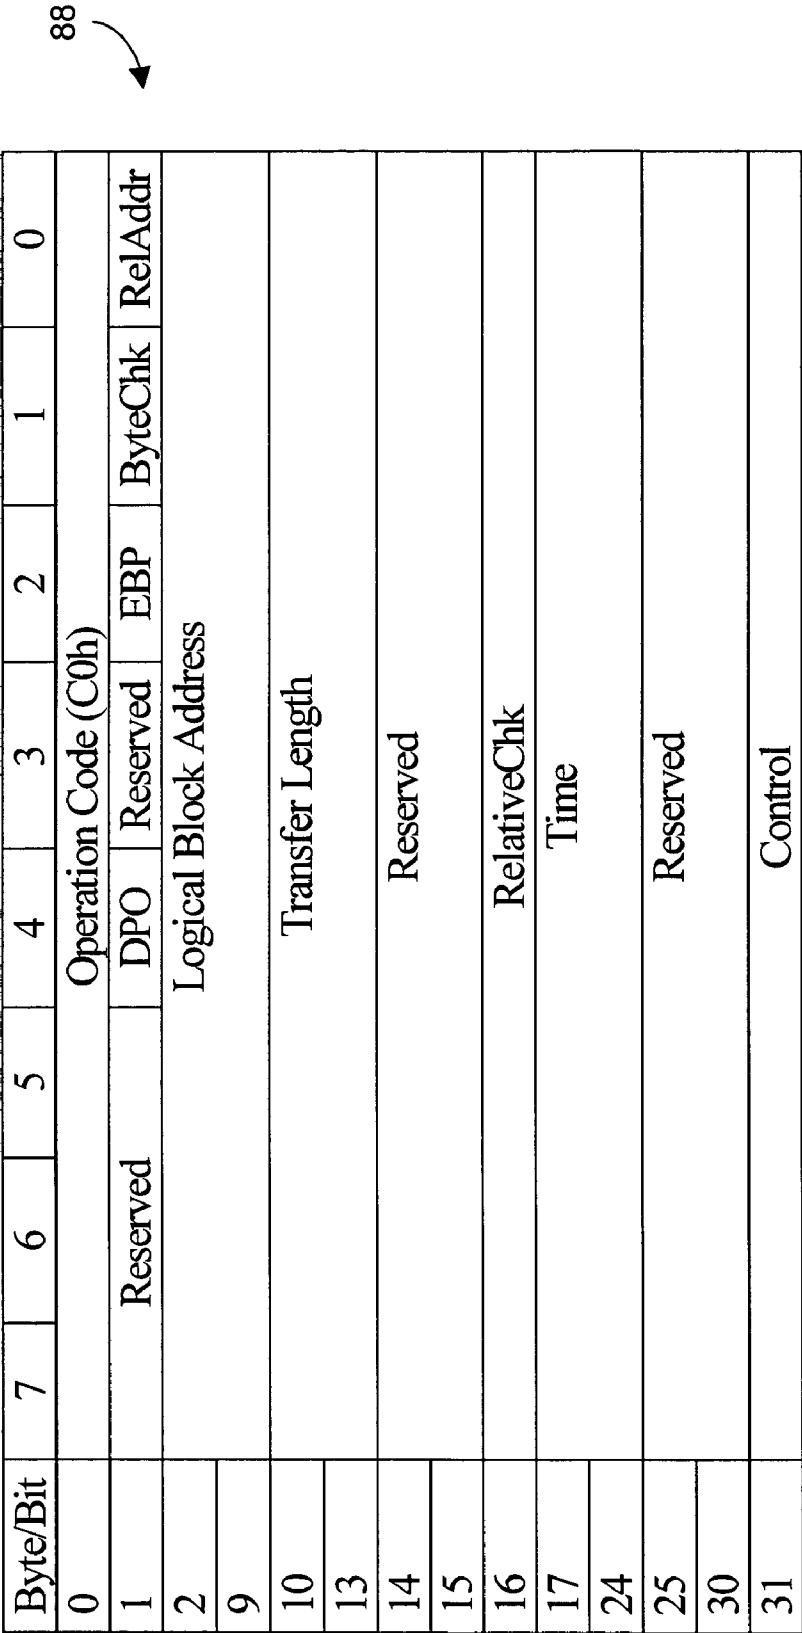 88
Byte/Bit 7 6 5 4 3 2 1 0
0 Operation Code (C0h)
1 Reserved DPO Reserved EBP ByteChk RelAddr
2 Logical Block Address
9
10 Transfer Length
13
14 Reserved
15
16 RelativeChk
17 Time
24
25 Reserved
30
31 Control